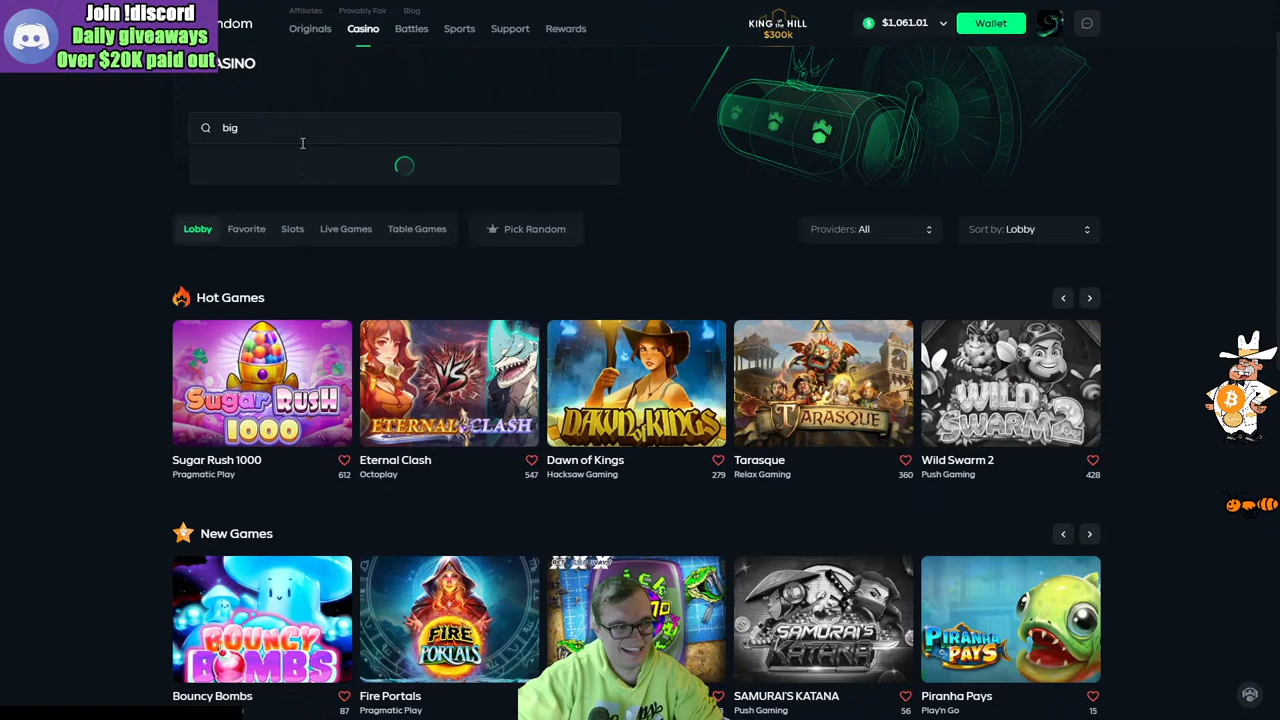 Join !discord
Daily giveaways
Over $20K paid out
ndom
Affiliates
Provably Fair
Blog
Originals
Casino
Battles
Sports
Support
Rewards
KING of the HILL
$300k
$1,061.01
Wallet
ASINO
big
Lobby
Favorite
Slots
Live Games
Table Games
Pick Random
Providers: All
Sort by: Lobby
Hot Games
Sugar RUSH
1000
VS
ETERNAL CLASH
DAWN of KINGS
TARASQUE
WILD
SWARM 2
Sugar Rush 1000
Eternal Clash
Dawn of Kings
Tarasque
Wild Swarm 2
Pragmatic Play
612
Octoplay
547
Hacksaw Gaming
279
Relax Gaming
360
Push Gaming
428
New Games
BOUNCY
BOMBS
FIRE
PORTALS
SAMURAI'S
KATANA
PIRANHA
PAYS
Bouncy Bombs
Fire Portals
SAMURAI'S KATANA
Piranha Pays
87
Pragmatic Play
Push Gaming
56
Play'n Go
15